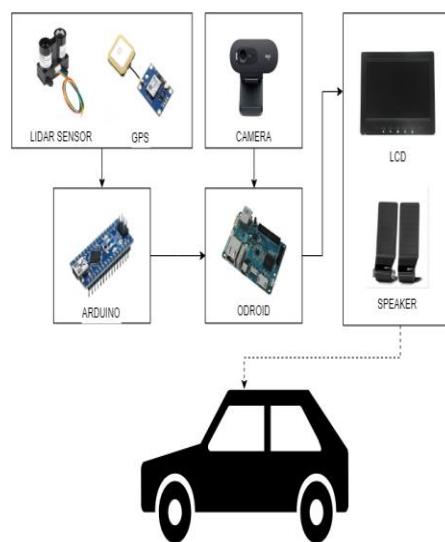 LIDAR SENSOR
GPS
CAMERA
LCD
ARDUINO
ODROID
SPEAKER